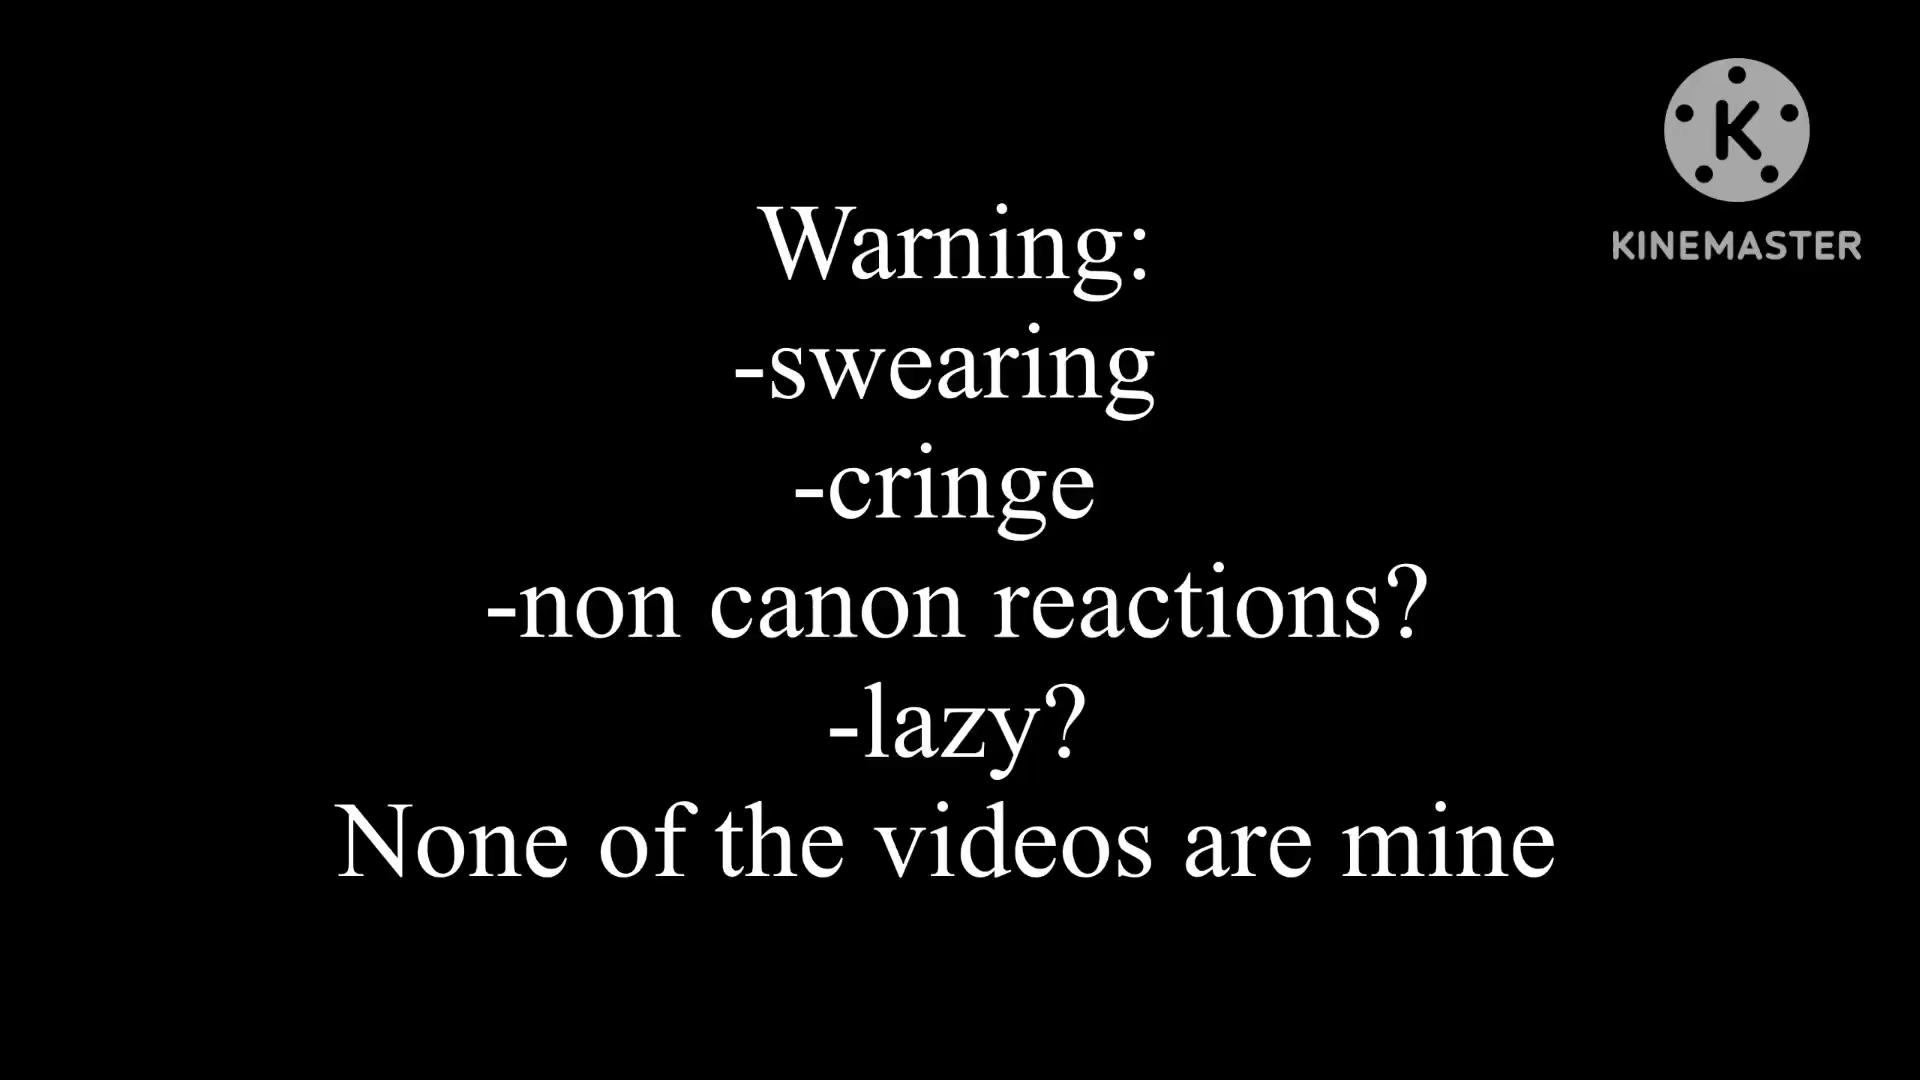 K
KINEMASTER
Warning:
-swearing
-cringe
-non canon reactions?
-lazy?
None of the videos are mine